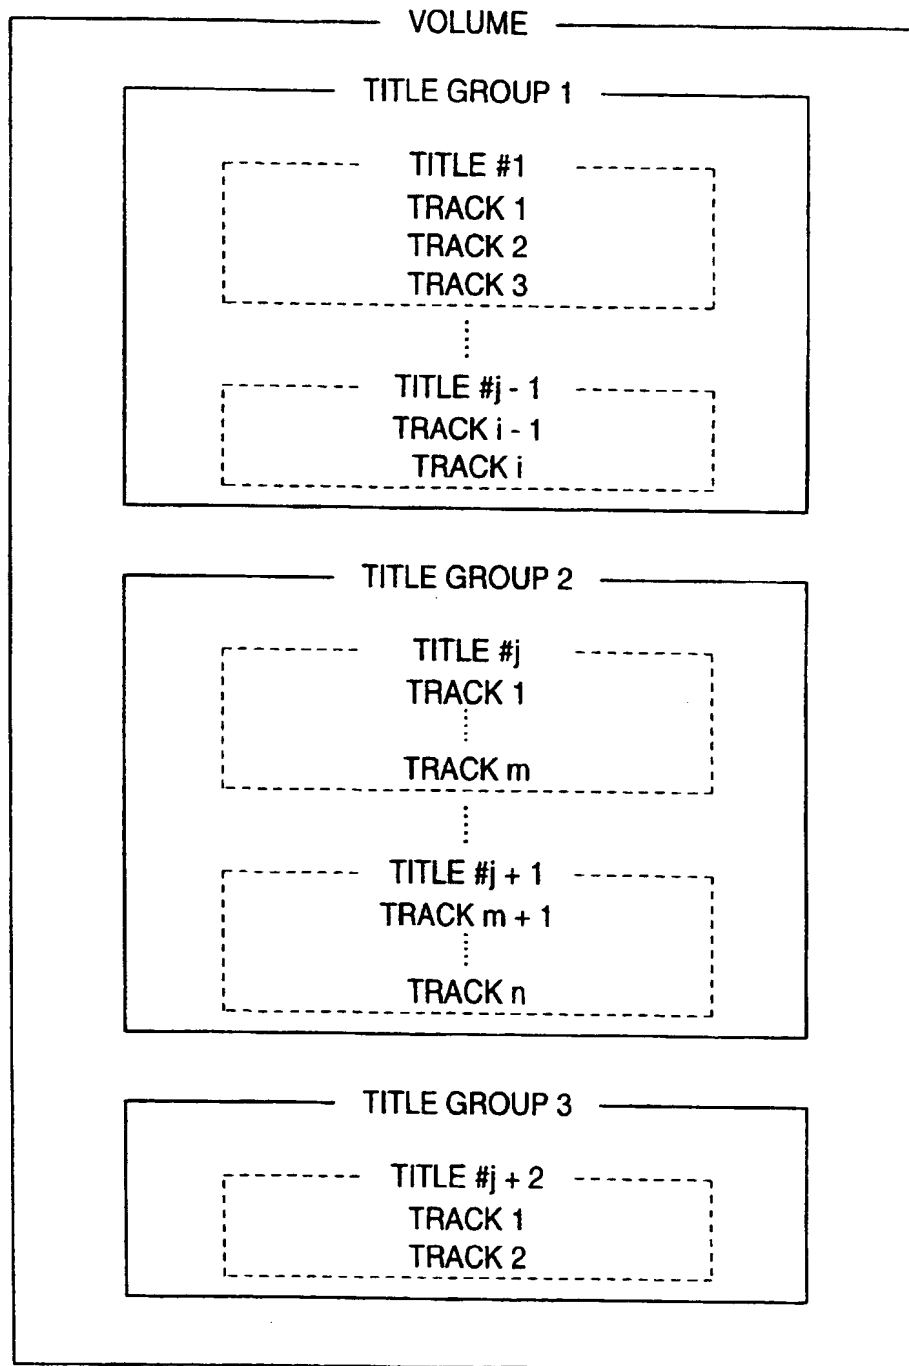 VOLUME
TITLE GROUP 1
TITLE #1
TRACK 1
TRACK 2
TRACK 3
TITLE #j - 1
TRACK i - 1
TRACK i
TITLE GROUP 2
TITLE #j
TRACK 1
TRACK m
TITLE #j + 1
TRACK m + 1
TRACK n
TITLE GROUP 3
TITLE #j + 2
TRACK 1
TRACK 2